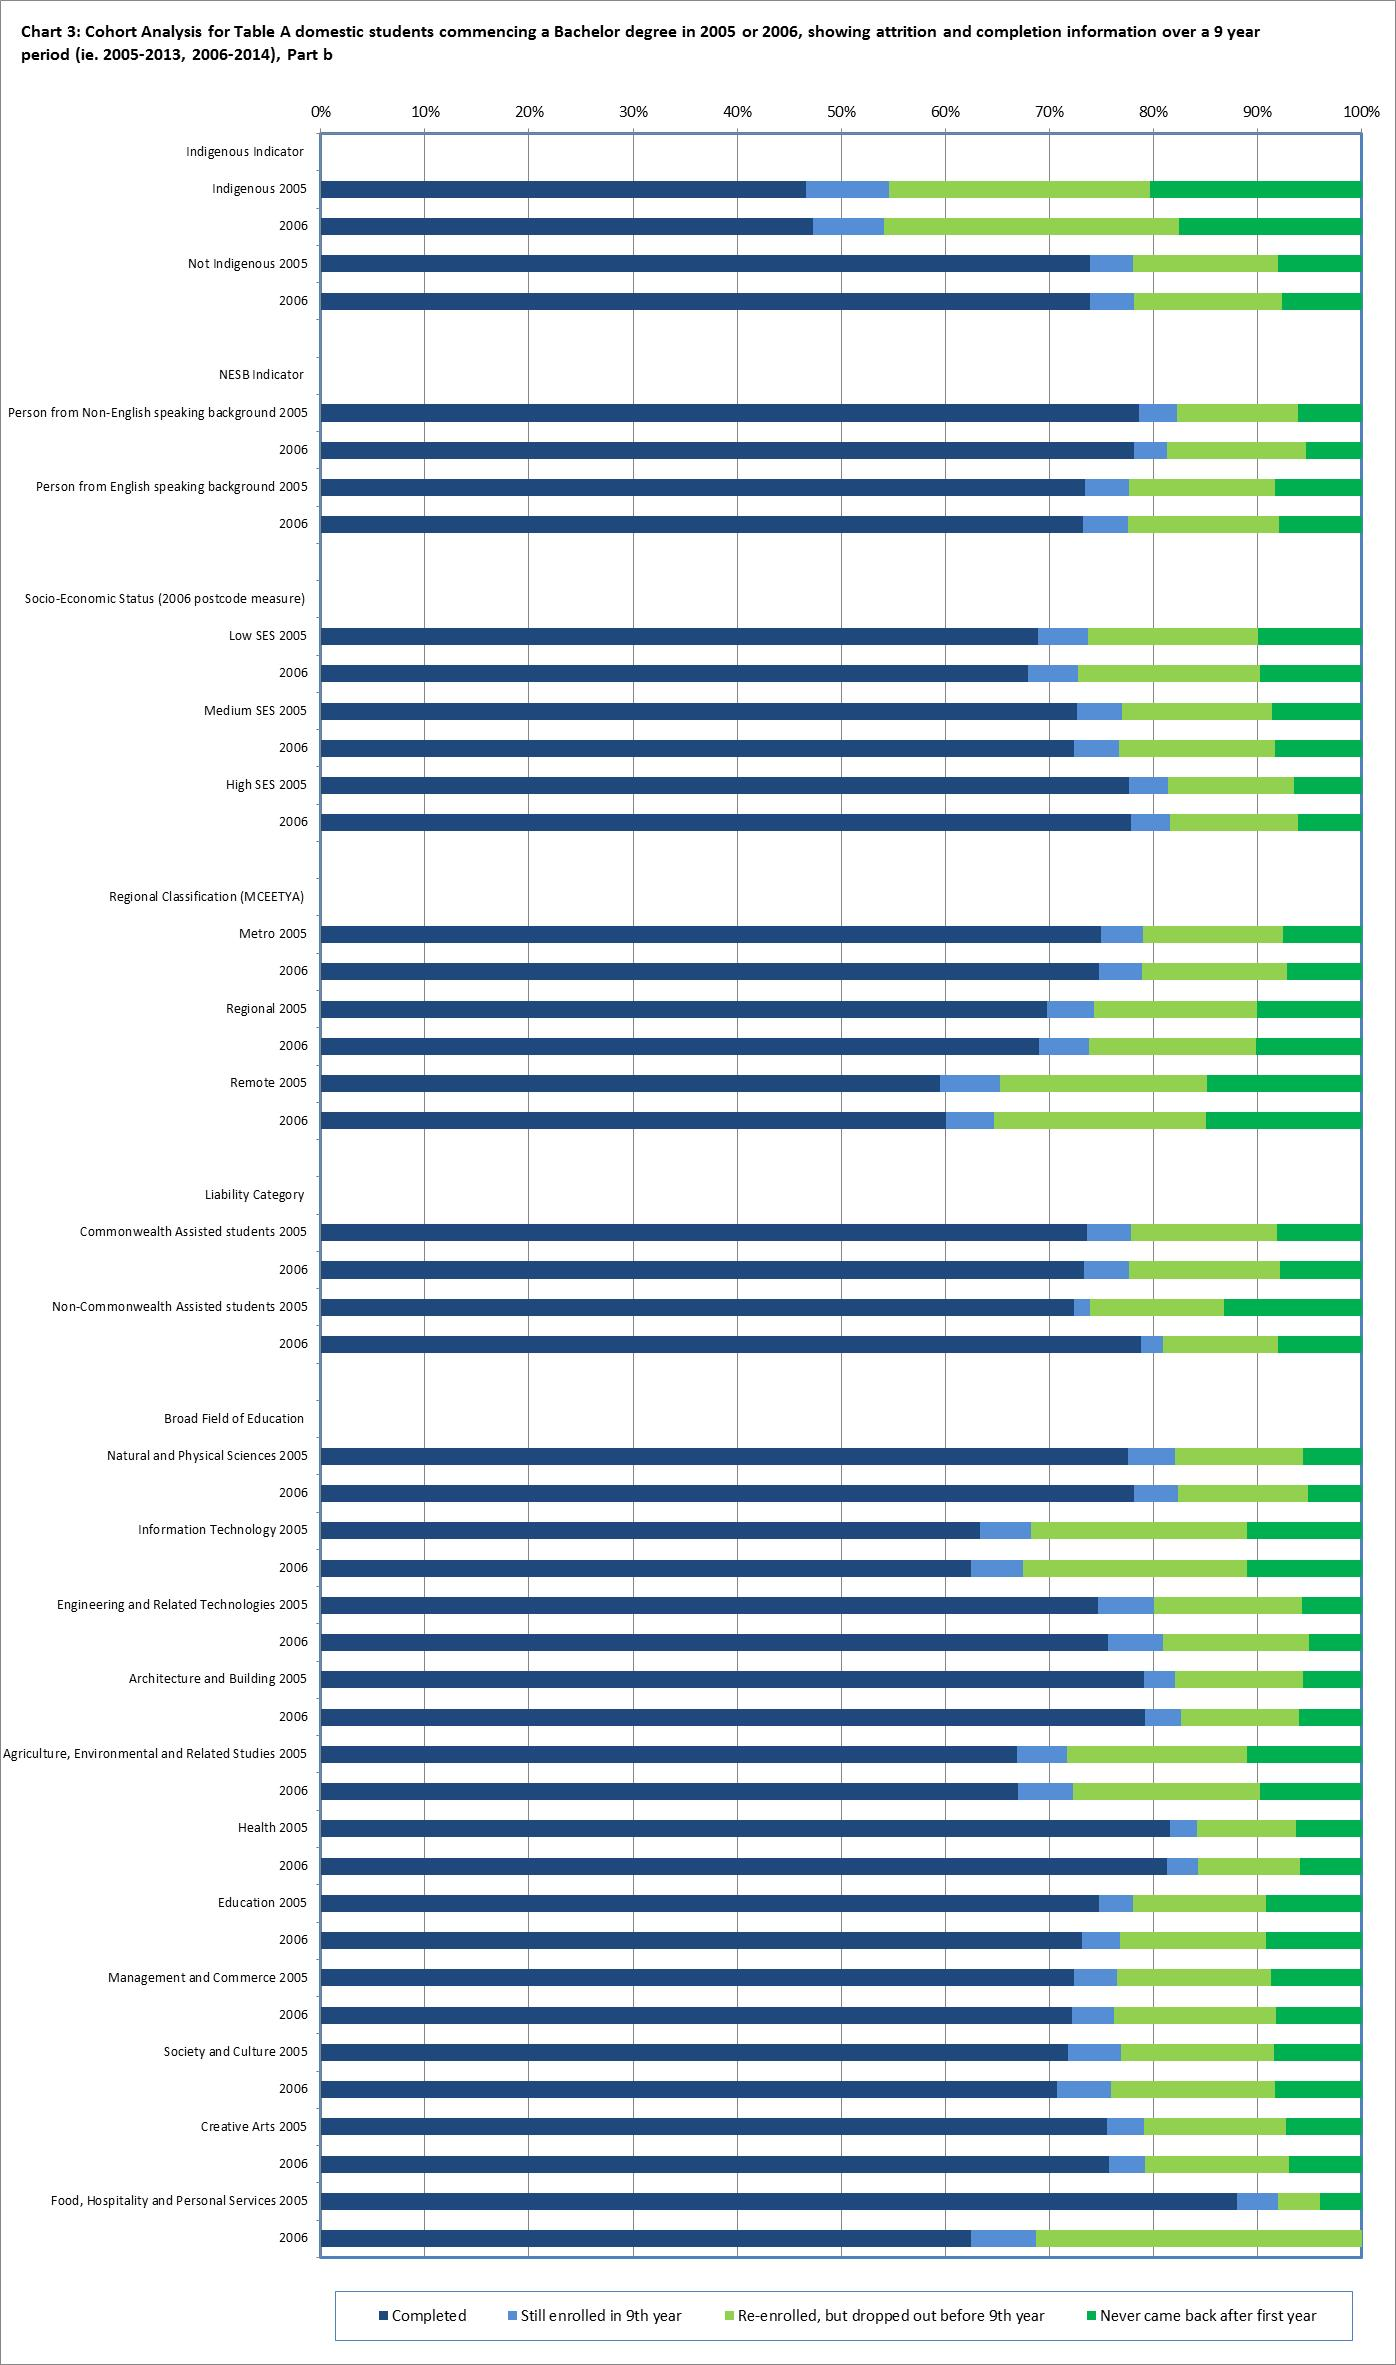 Chart 3: Cohort Analysis for Table A domestic students commencing a Bachelor degree in 2005 or 2006, showing attrition and completion information over a 9 year
period (ie. 2005-2013, 2006-2014), Part b
0% 10% 20% 30% 40% 50% 60% 70% 80% 90% 100%
Indigenous Indicator
Indigenous 2005
2006
Not Indigenous 2005
2006
NESB Indicator
Person from Non-English speaking background 2005
2006
Person from English speaking background 2005
2006
Socio-Economic Status (2006 postcode measure)
Low SES 2005
2006
Medium SES 2005
2006
High SES 2005
2006
Regional Classification (MCEETYA)
Metro 2005
2006
Regional 2005
2006
Remote 2005
2006
Liability Category
Commonwealth Assisted students 2005
2006
Non-Commonwealth Assisted students 2005
2006
Broad Field of Education
Natural and Physical Sciences 2005
2006
Information Technology 2005
2006
Engineering and Related Technologies 2005
2006
Architecture and Building 2005
2006
Agriculture, Environmental and Related Studies 2005
2006
Health 2005
2006
Education 2005
2006
Management and Commerce 2005
2006
Society and Culture 2005
2006
Creative Arts 2005
2006
Food, Hospitality and Personal Services 2005
2006
Completed Still enrolled in 9th year Re-enrolled, but dropped out before 9th year Never came back after first year